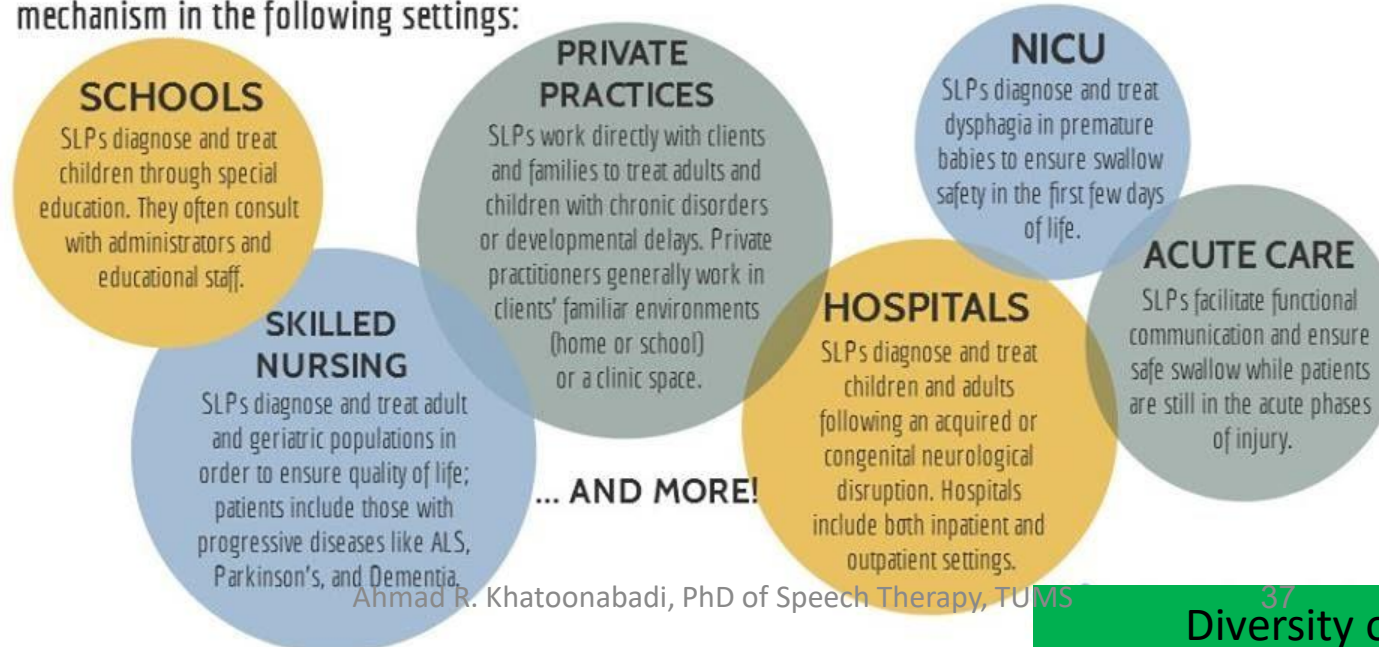 mechanism in the following settings:
SCHOOLS
SLPs diagnose and treat
children through special
education. They often consult
with administrators and
educational staff.
SKILLED
NURSING
SLPs diagnose and treat adult
and geriatric populations in
order to ensure quality of life;
patients include those with
progressive diseases like ALS,
Parkinson's, and Dementia.
PRIVATE
PRACTICES
SLPs work directly with clients
and families to treat adults and
children with chronic disorders
or developmental delays. Private
practitioners generally work in
clients' familiar environments
(home or school)
or a clinic space.
... AND MORE!
HOSPITALS
SLPs diagnose and treat
children and adults
following an acquired or
congenital neurological
disruption. Hospitals
include both inpatient and
outpatient settings.
NICU
SLPs diagnose and treat
dysphagia in premature
babies to ensure swallow
safety in the first few days
of life.
ACUTE CARE
SLPs facilitate functional
communication and ensure
safe swallow while patients
are still in the acute phases
of injury.
Ahmad R. Khatoonabadi, PhD of Speech Therapy, TUMS
37
Diversity